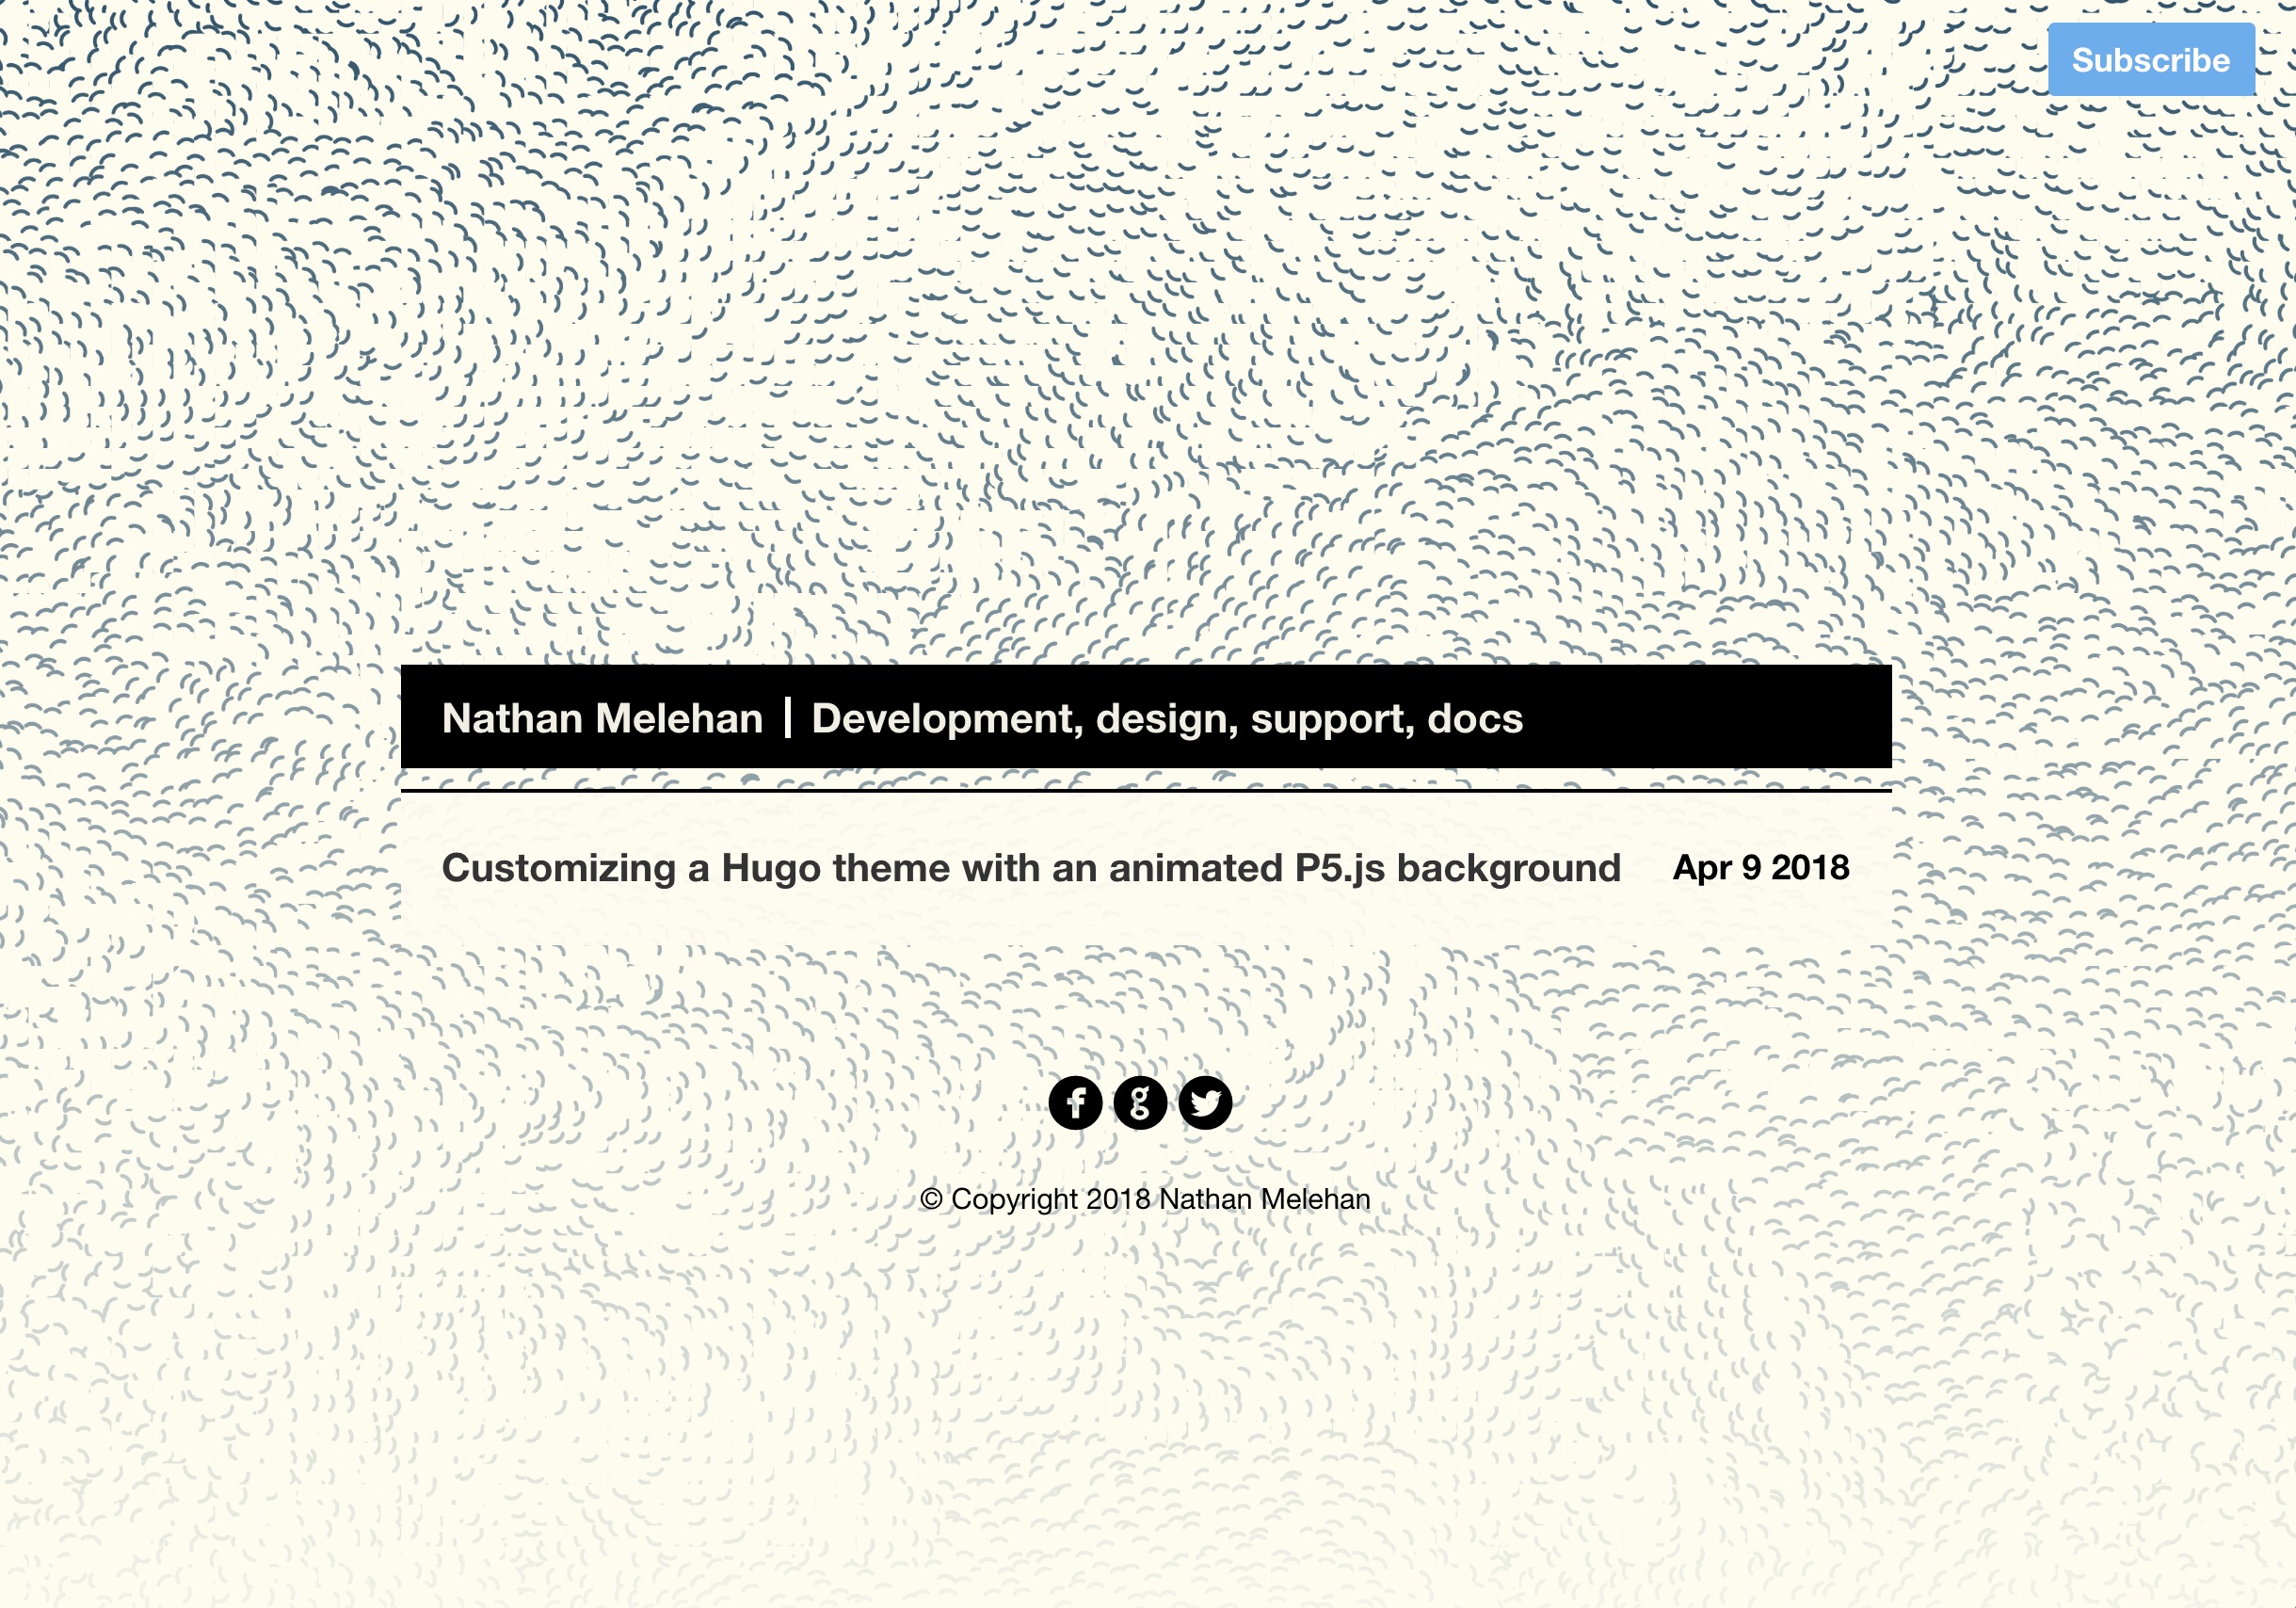 Subscribe
Nathan Melehan | Development, design, support, docs
Customizing a Hugo theme with an animated P5.js background Apr 9 2018
© Copyright 2018 Nathan Melehan